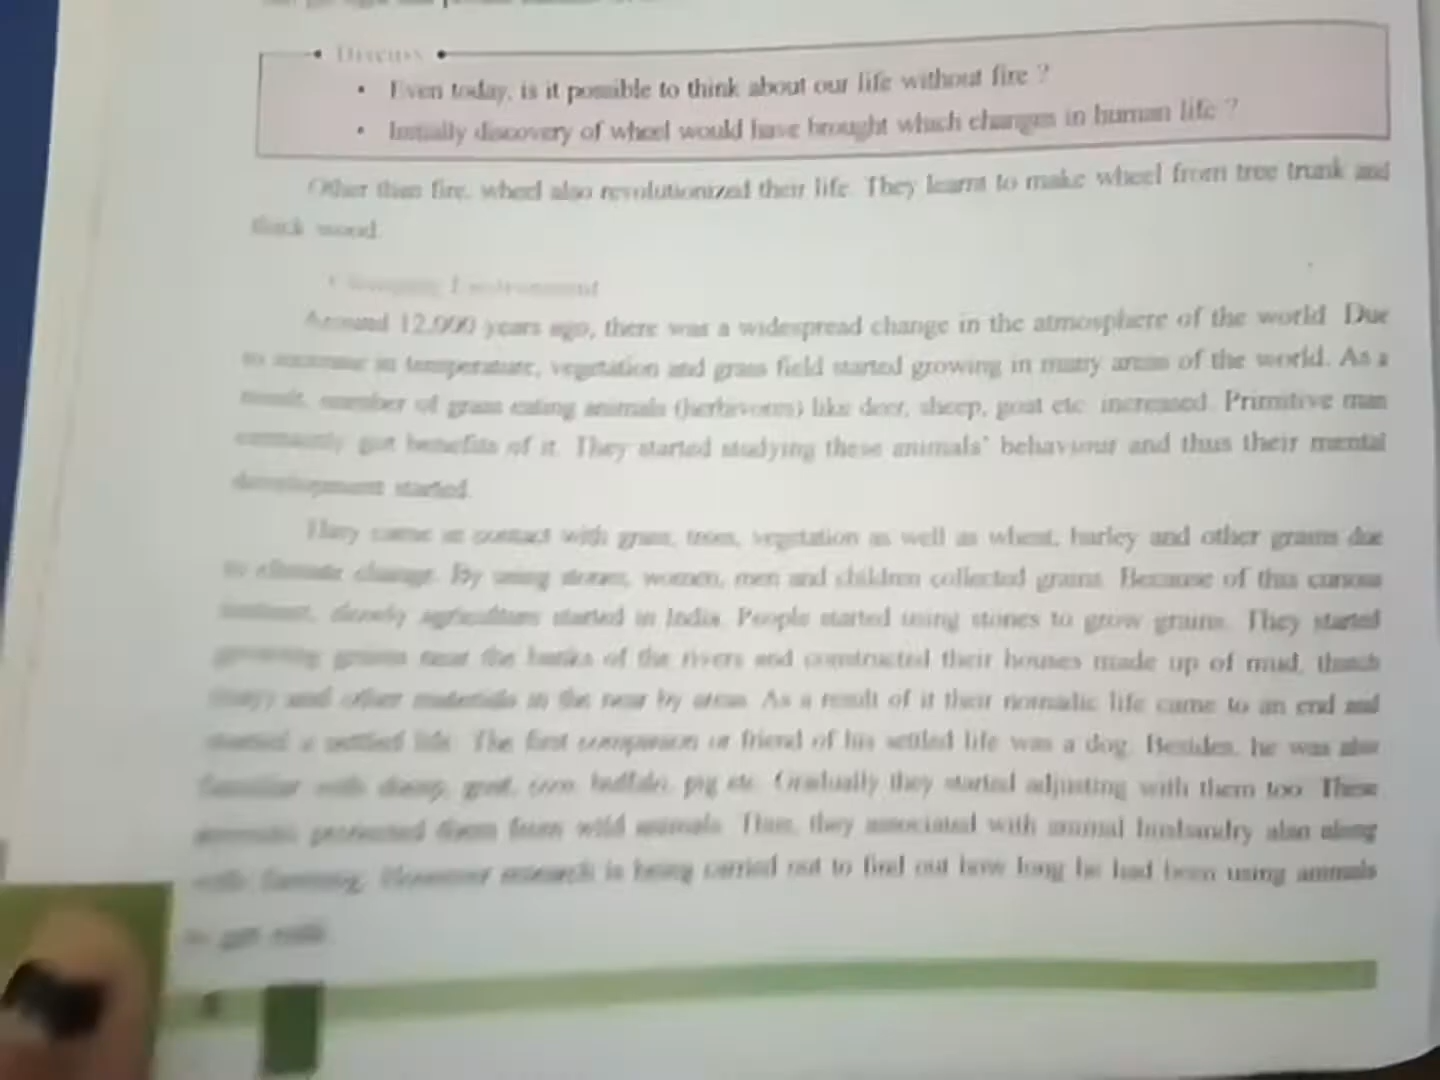 Discuss
• Even today, is it possible to think about our life without fire ?
• Initially discovery of wheel would have brought which changes in human life ?
Other than fire, wheel also revolutionized their life. They learnt to make wheel from tree trunk and
thick wood.
Changing Environment
Around 12,000 years ago, there was a widespread change in the atmosphere of the world. Due
to increase in temperature, vegetation and grass field started growing in many areas of the world. As a
result, number of grass eating animals (herbivores) like deer, sheep, goat etc. increased. Primitive man
got benefits of it. They started studying these animals' behaviour and thus their mental
development started.
They came in contact with grass, trees, vegetation as well as wheat, barley and other grains due
to climate change. By using stones, women, men and children collected grains. Because of this curious
agriculture started in India. People started using stones to grow grains. They started
growing grains near the banks of the rivers and constructed their houses made up of mud, thatch
and other materials in the near by areas. As a result of it their nomadic life came to an end and
started a settled life. The first companion or friend of his settled life was a dog. Besides, he was also
familiar with sheep, goat, cow, buffalo, pig etc. Gradually they started adjusting with them too. These
animals protected them from wild animals. Thus, they associated with animal husbandry also along
with farming. However research is being carried out to find out how long he had been using animals
to get milk.